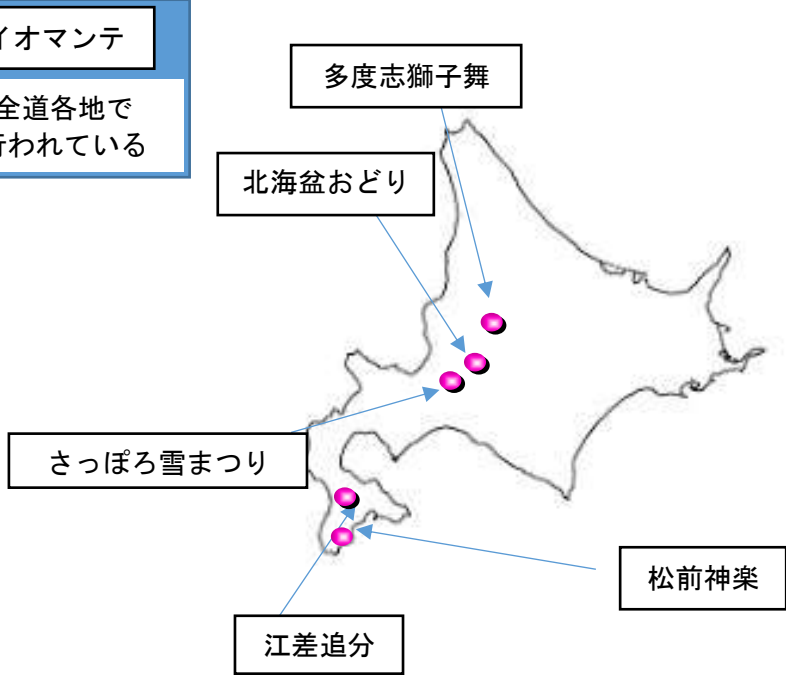 イオマンテ
全道各地で
行われている
多度志獅子舞
北海盆おどり
さっぽろ雪まつり
松前神楽
江差追分